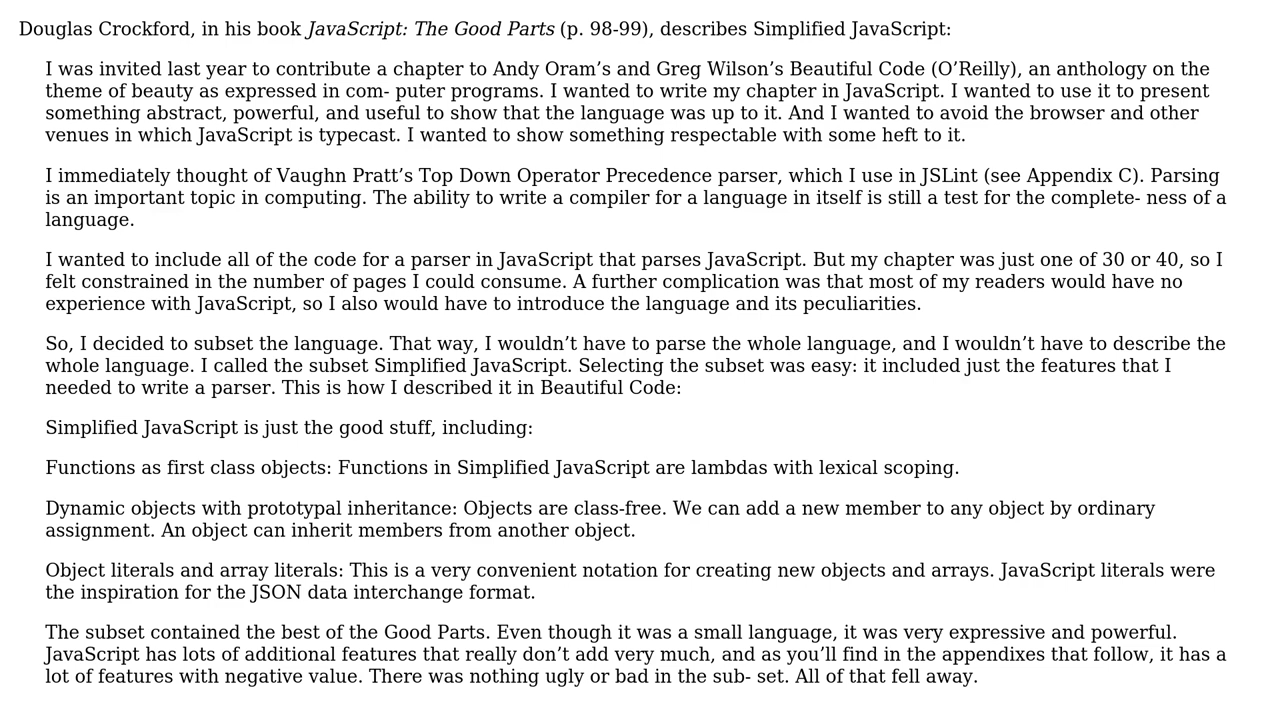 Douglas Crockford, in his book JavaScript: The Good Parts (p. 98-99), describes Simplified JavaScript:
I was invited last year to contribute a chapter to Andy Oram’s and Greg Wilson’s Beautiful Code (O’Reilly), an anthology on the
theme of beauty as expressed in com- puter programs. I wanted to write my chapter in JavaScript. I wanted to use it to present
something abstract, powerful, and useful to show that the language was up to it. And I wanted to avoid the browser and other
venues in which JavaScript is typecast. I wanted to show something respectable with some heft to it.
I immediately thought of Vaughn Pratt’s Top Down Operator Precedence parser, which I use in JSLint (see Appendix C). Parsing
is an important topic in computing. The ability to write a compiler for a language in itself is still a test for the complete- ness of a
language.
I wanted to include all of the code for a parser in JavaScript that parses JavaScript. But my chapter was just one of 30 or 40, so I
felt constrained in the number of pages I could consume. A further complication was that most of my readers would have no
experience with JavaScript, so I also would have to introduce the language and its peculiarities.
So, I decided to subset the language. That way, I wouldn’t have to parse the whole language, and I wouldn’t have to describe the
whole language. I called the subset Simplified JavaScript. Selecting the subset was easy: it included just the features that I
needed to write a parser. This is how I described it in Beautiful Code:
Simplified JavaScript is just the good stuff, including:
Functions as first class objects: Functions in Simplified JavaScript are lambdas with lexical scoping.
Dynamic objects with prototypal inheritance: Objects are class-free. We can add a new member to any object by ordinary
assignment. An object can inherit members from another object.
Object literals and array literals: This is a very convenient notation for creating new objects and arrays. JavaScript literals were
the inspiration for the JSON data interchange format.
The subset contained the best of the Good Parts. Even though it was a small language, it was very expressive and powerful.
JavaScript has lots of additional features that really don’t add very much, and as you’ll find in the appendixes that follow, it has a
lot of features with negative value. There was nothing ugly or bad in the sub- set. All of that fell away.